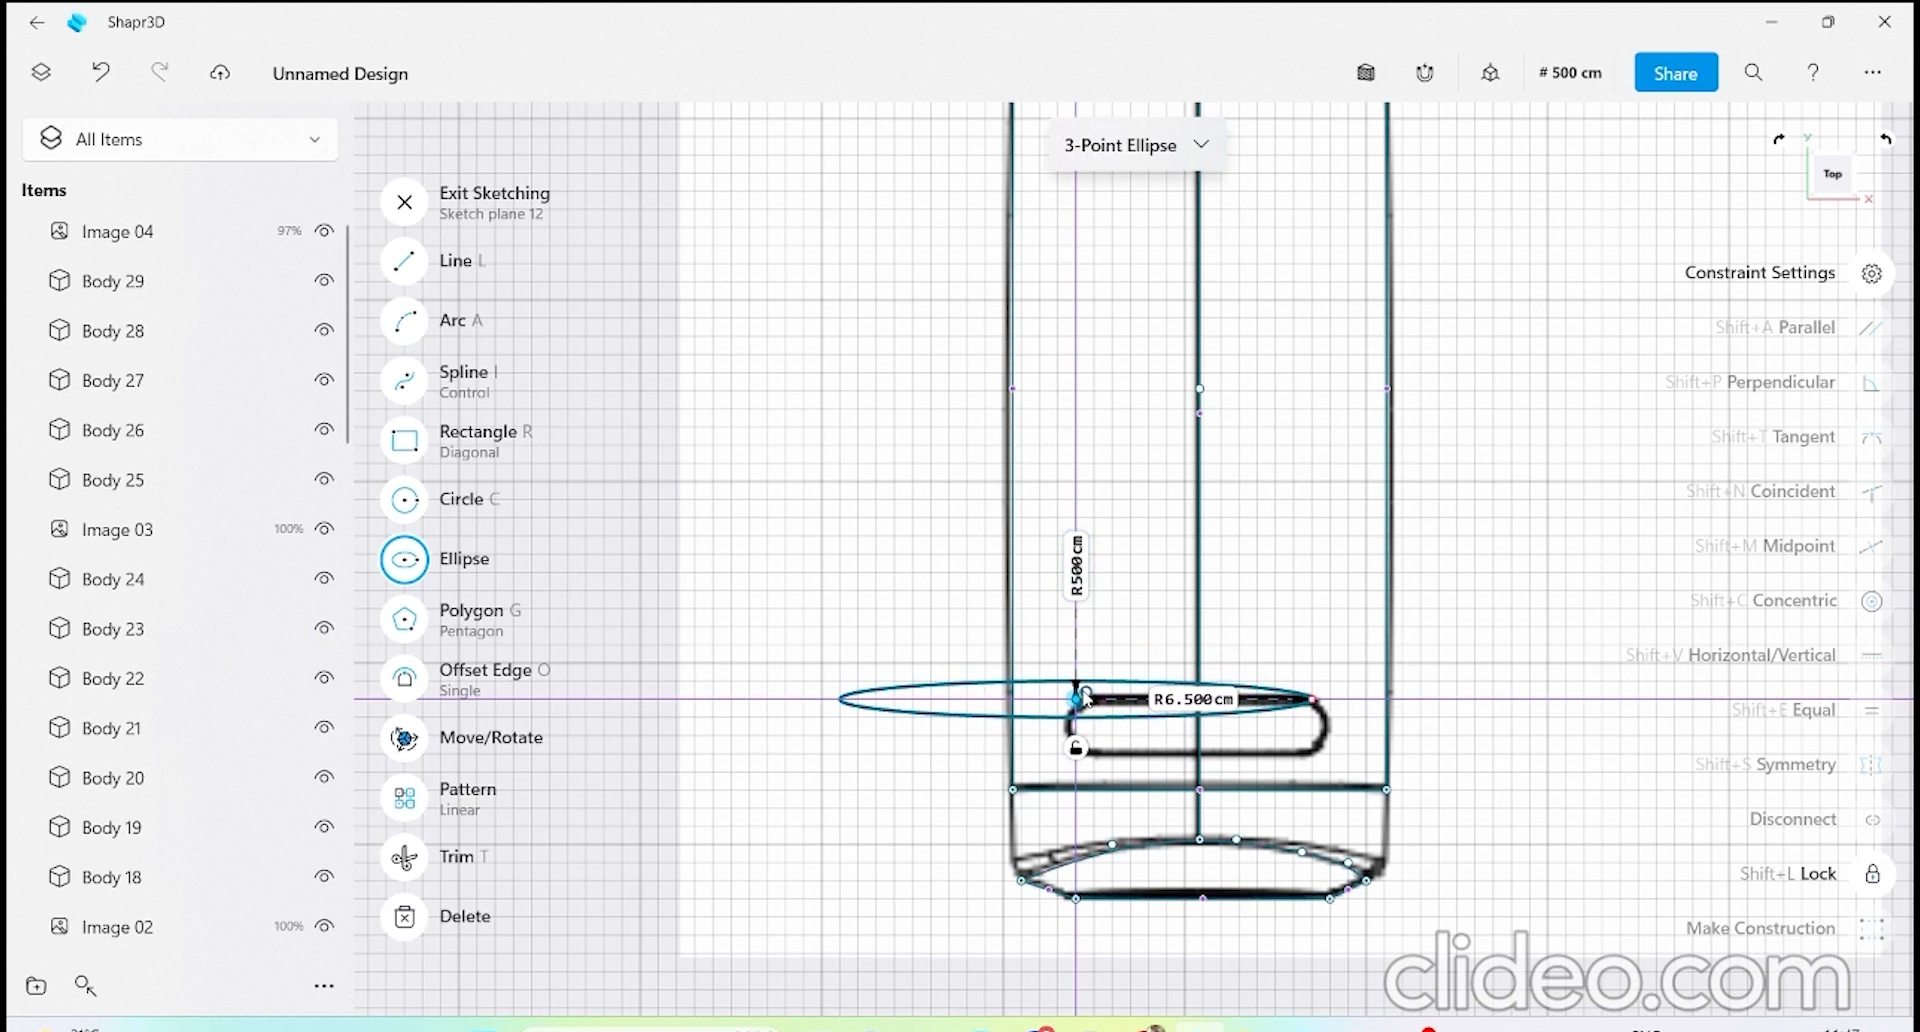 Shapr3D
Unnamed Design
# 500 cm
Share
All Items
Items
Image 04 97%
Body 29
Body 28
Body 27
Body 26
Body 25
Image 03 100%
Body 24
Body 23
Body 22
Body 21
Body 20
Body 19
Body 18
Image 02 100%
Exit Sketching
Sketch plane 12
Line L
Arc A
Spline I
Control
Rectangle R
Diagonal
Circle C
Ellipse
Polygon G
Pentagon
Offset Edge O
Single
Move/Rotate
Pattern
Linear
Trim T
Delete
3-Point Ellipse
R500cm
R6.500cm
Y
Top
X
Constraint Settings
Shift+A Parallel
Shift+P Perpendicular
Shift+T Tangent
Shift+N Coincident
Shift+M Midpoint
Shift+C Concentric
Shift+V Horizontal/Vertical
Shift+E Equal
Shift+S Symmetry
Disconnect
Shift+L Lock
Make Construction
clideo.com